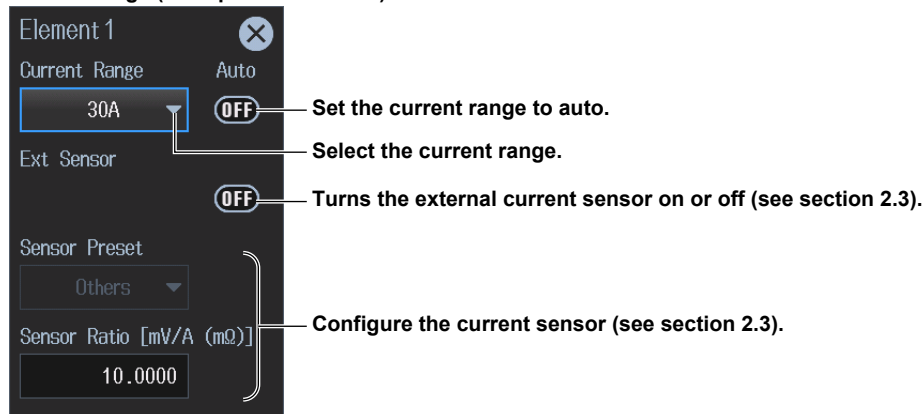 Element 1
Current Range Auto
30A OFF Set the current range to auto.
Select the current range.
Ext Sensor
OFF Turns the external current sensor on or off (see section 2.3).
Sensor Preset
Others
Configure the current sensor (see section 2.3).
Sensor Ratio [mV/A (mΩ)]
10.0000